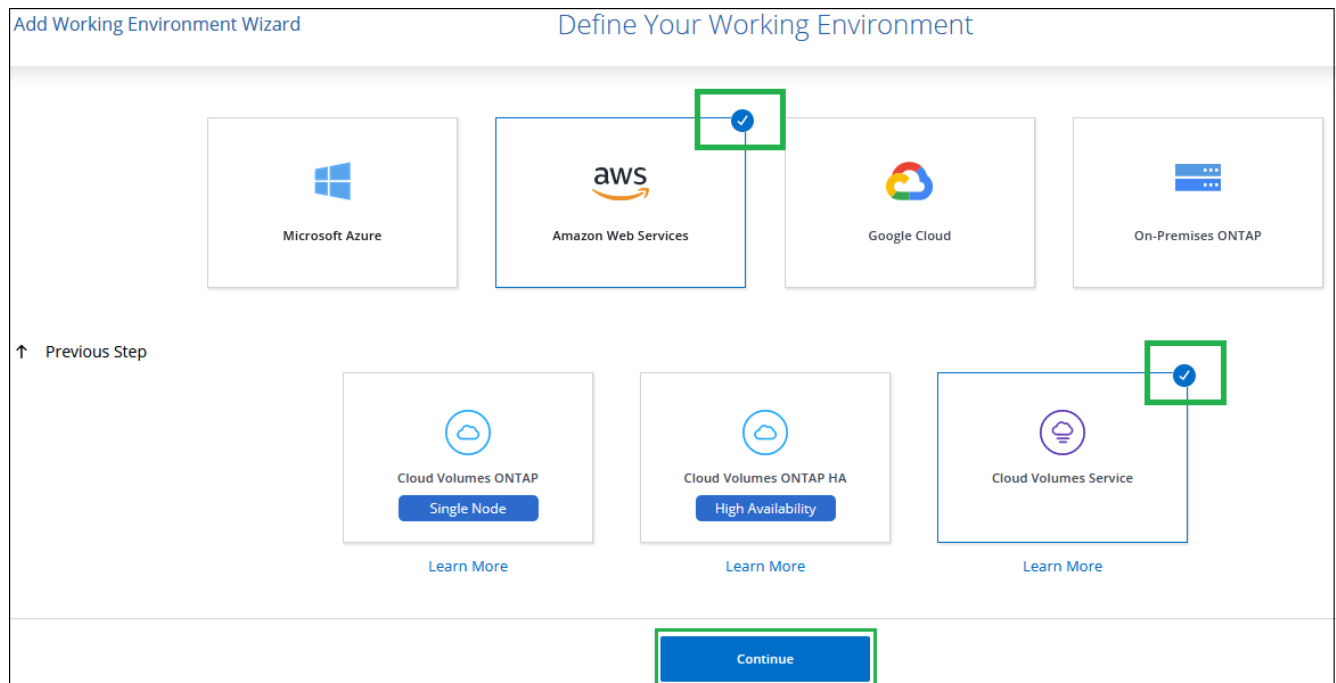 Add Working Environment Wizard
Define Your Working Environment
aws
Microsoft Azure
Amazon Web Services
Google Cloud
On-Premises ONTAP
↑ Previous Step
Cloud Volumes ONTAP
Single Node
Cloud Volumes ONTAP HA
High Availability
Cloud Volumes Service
Learn More
Learn More
Learn More
Continue